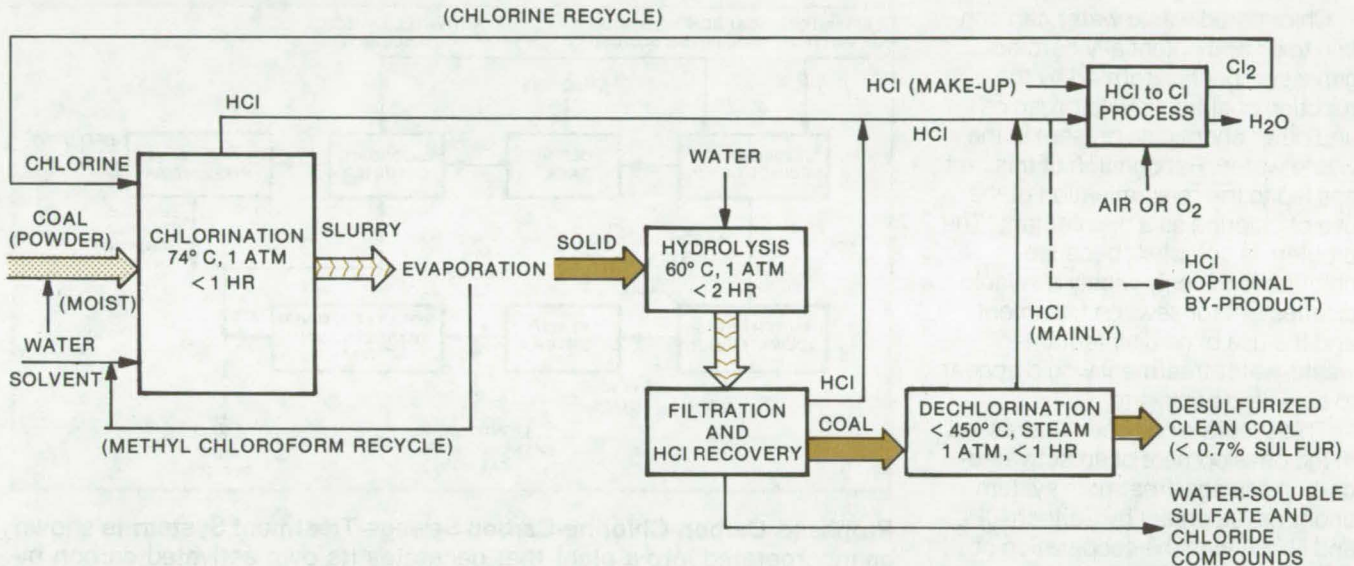 (CHLORINE RECYCLE)
HCl
HCl (MAKE-UP)
HCl
HCl to Cl
PROCESS
Cl2
H2O
AIR OR O2
CHLORINE
COAL
(POWDER)
(MOIST)
WATER
SOLVENT
CHLORINATION
74° C, 1 ATM
< 1 HR
SLURRY
EVAPORATION
(METHYL CHLOROFORM RECYCLE)
SOLID
WATER
HYDROLYSIS
60° C, 1 ATM
< 2 HR
FILTRATION
AND
HCl RECOVERY
HCl
COAL
HCl
(MAINLY)
HCl
(OPTIONAL
BY-PRODUCT)
DECHLORINATION
< 450° C, STEAM
1 ATM, < 1 HR
DESULFURIZED
CLEAN COAL
(< .7% SULFUR)
WATER-SOLUBLE
SULFATE AND
CHLORIDE
COMPOUNDS